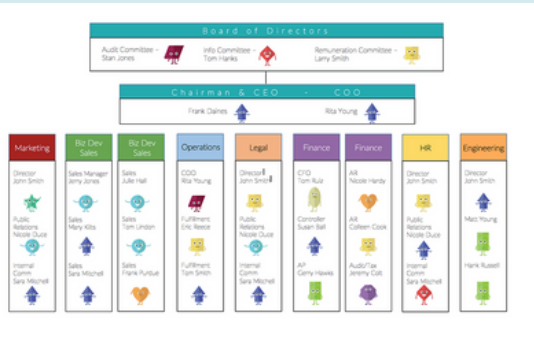 Board of Directors
Audit Committee -
Stan Jones
Info Committee -
Tom Hanks
Remuneration Committee -
Larry Smith
Chairman & CEO - COO
Frank Daines
Rita Young
Marketing
Director
John Smith
Public
Relations
Nicole Duce
Internal
Comm
Sara Mitchell
Biz Dev
Sales
Sales Manager
Jerry Jones
Sales
Mary Kits
Sales
Sara Mitchell
Biz Dev
Sales
Sales
Julie Hall
Sales
Tom Lindon
Sales
Frank Purdue
Operations
COO
Rita Young
Fulfillment
Eric Reece
Fulfillment
Tom Smith
Legal
Director
John Smith
Public
Relations
Nicole Duce
Internal
Comm
Sara Mitchell
Finance
CFO
Tom Ruiz
Controller
Susan Ball
AP
Gerry Hawks
Finance
AR
Nicole Hardy
AR
Colleen Cook
Audit/Tax
Jeremy Colt
HR
Director
John Smith
Public
Relations
Nicole Duce
Internal
Comm
Sara Mitchell
Engineering
Director
John Smith
Young
Hank Russell